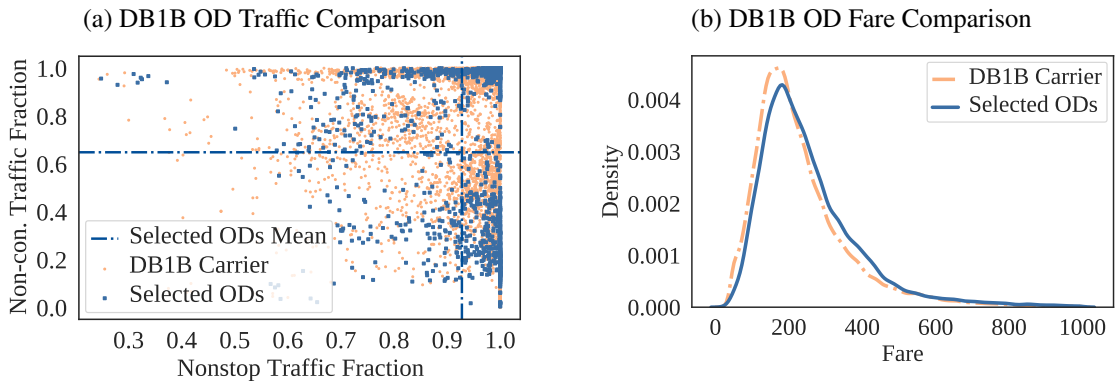 (a) DB1B OD Traffic Comparison
Non-con. Traffic Fraction
1.0
0.8
0.6
0.4
0.2
0.0
Selected ODs Mean
DB1B Carrier
Selected ODs
0.3 0.4 0.5 0.6 0.7 0.8 0.9 1.0
Nonstop Traffic Fraction
(b) DB1B OD Fare Comparison
Density
0.004
0.003
0.002
0.001
0.000
DB1B Carrier
Selected ODs
0 200 400 600 800 1000
Fare